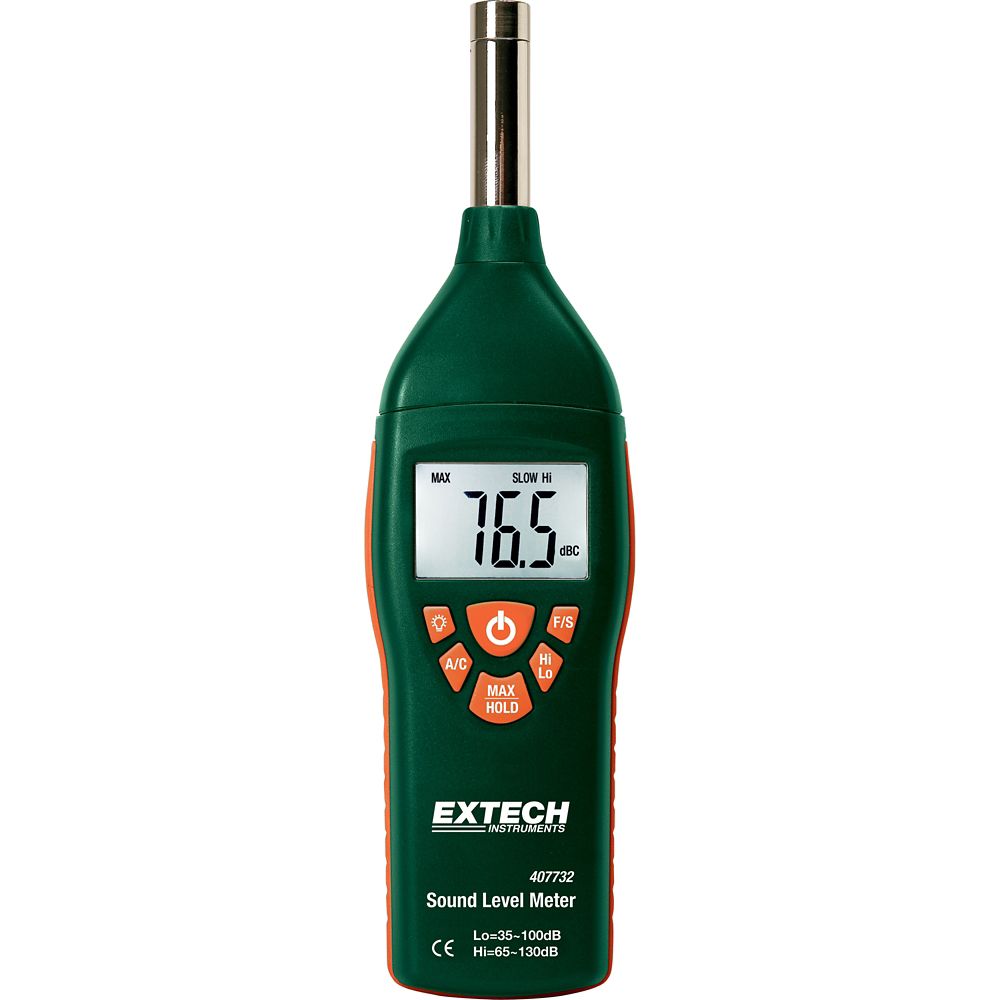 MAX SLOW Hi
76.5 dBC
F/S
A/C Hi
Lo
MAX
HOLD
EXTECH
INSTRUMENTS
407732
Sound Level Meter
Lo=35~100dB
CE Hi=65~130dB